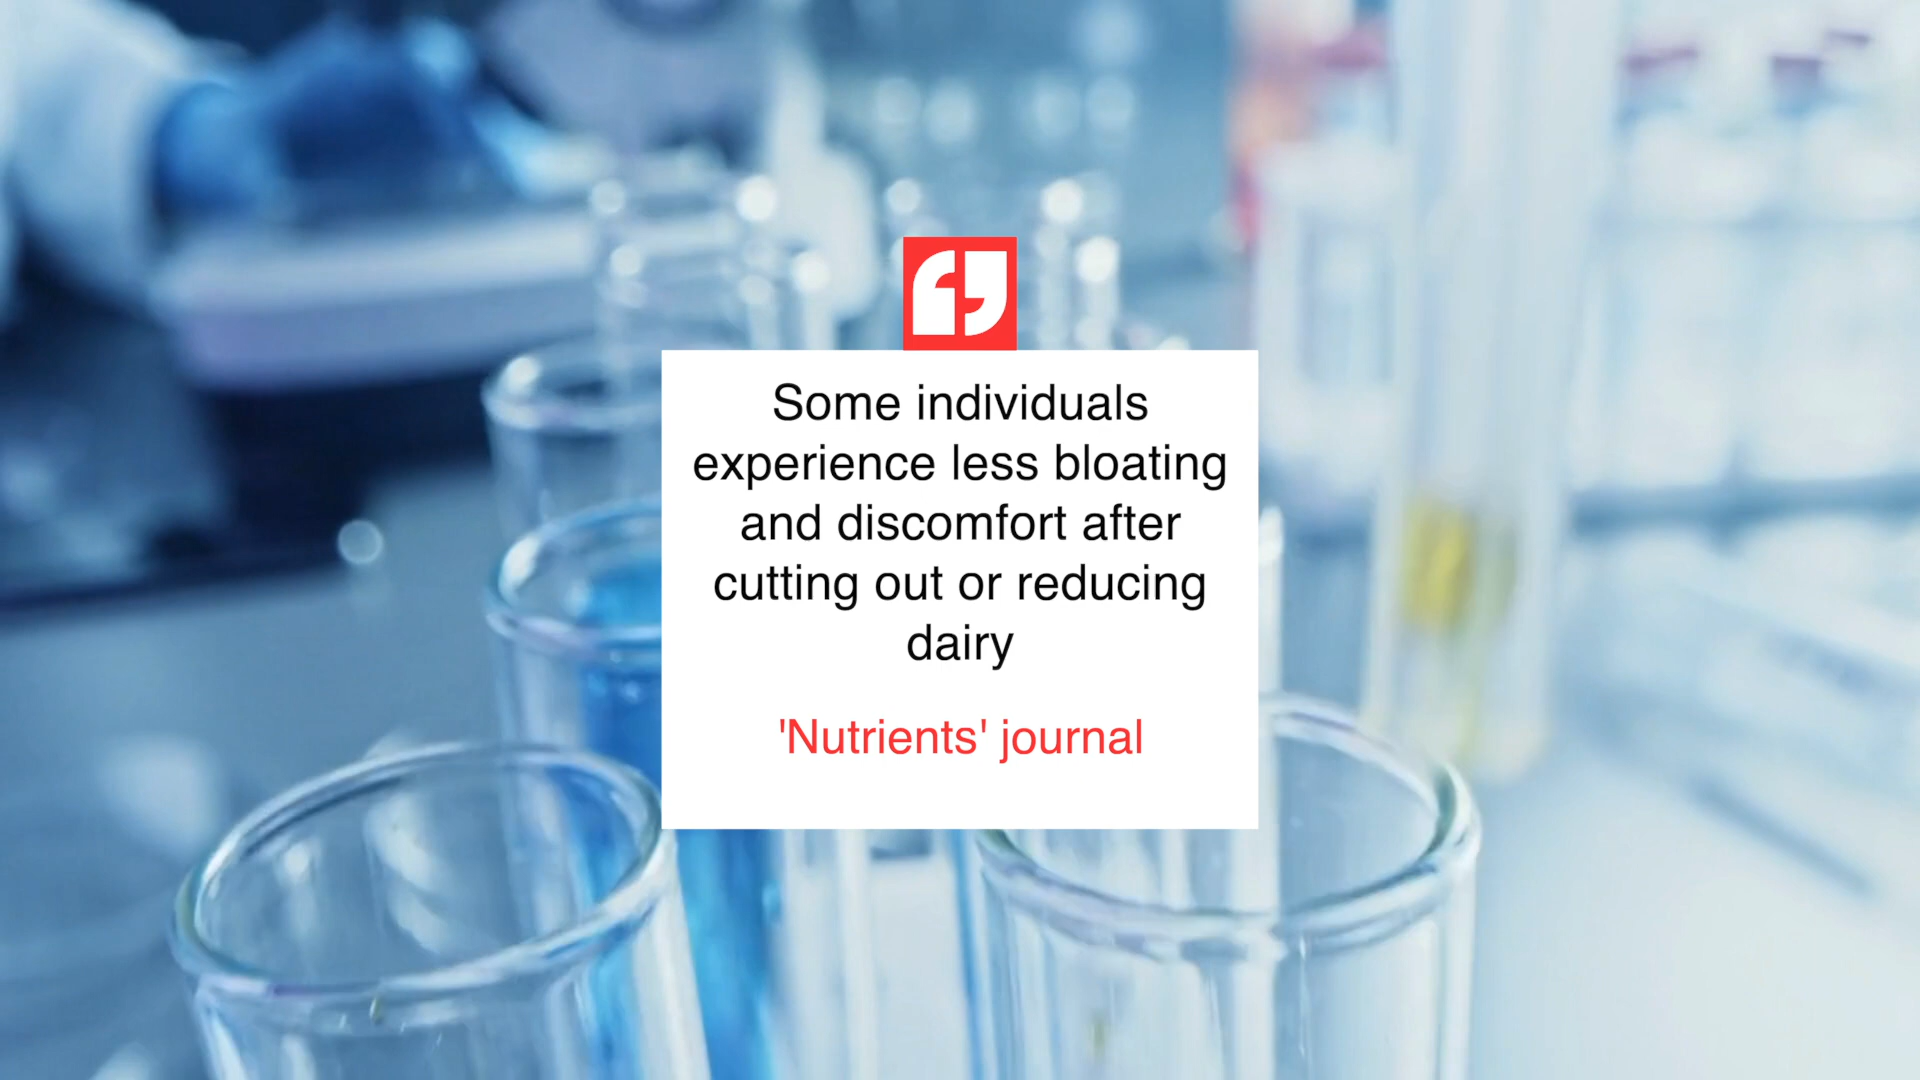 Some individuals
experience less bloating
and discomfort after
cutting out or reducing
dairy
'Nutrients' journal